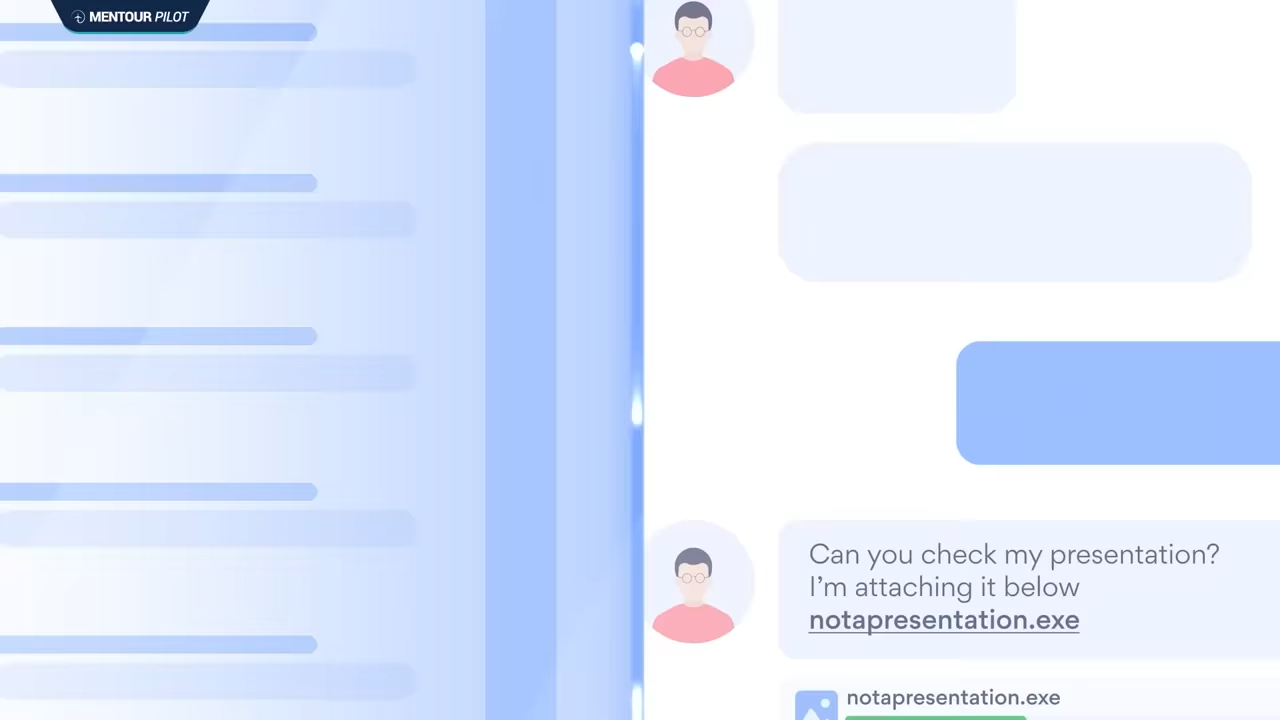 MENTOUR PILOT
Can you check my presentation?
I’m attaching it below
notapresentation.exe
notapresentation.exe